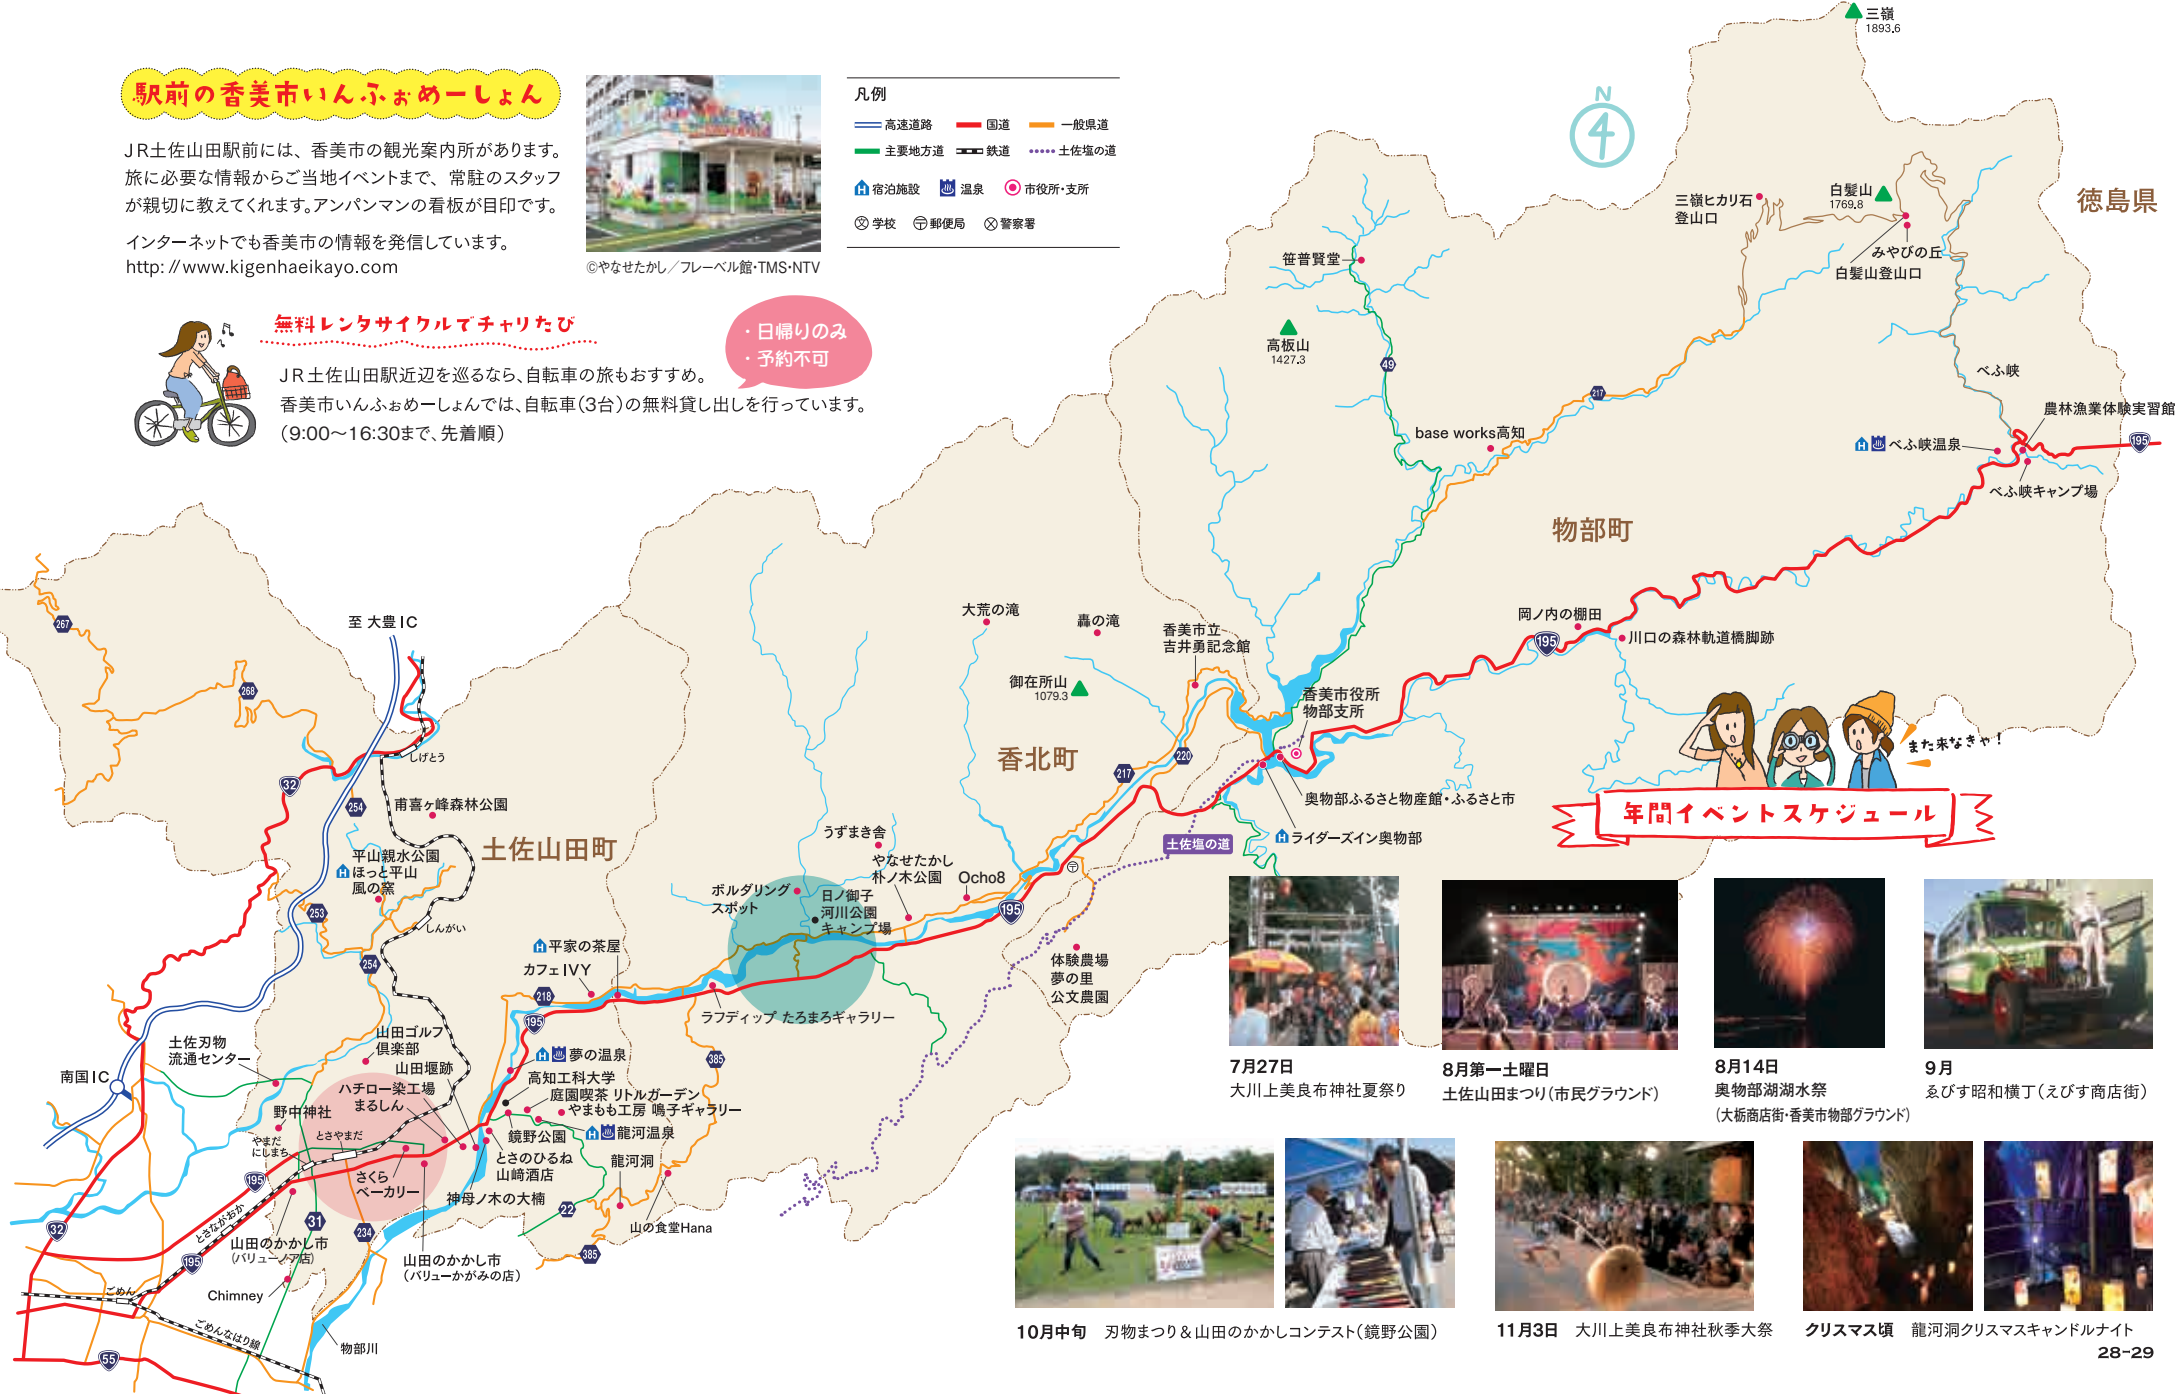 駅前の香美市いんふぉめーしょん
JR土佐山田駅前には、香美市の観光案内所があります。
旅に必要な情報からご当地イベントまで、常駐のスタッフ
が親切に教えてくれます。アンパンマンの看板が目印です。
インターネットでも香美市の情報を発信しています。
http: //www.kigenhaeikayo.com
©やなせたかし／フレーベル館・TMS・NTV
無料レンタサイクルでチャリたび
・日帰りのみ
・予約不可
JR土佐山田駅近辺を巡るなら、自転車の旅もおすすめ。
香美市いんふぉめーしょんでは、自転車（3台）の無料貸し出しを行っています。
（9:00〜16:30まで、先着順）
凡例
高速道路 国道 一般県道
主要地方道 鉄道 土佐塩の道
H 宿泊施設 温泉 市役所・支所
文 学校 〒 郵便局 X 警察署
N
4
三嶺
1893.6
徳島県
三嶺ヒカリ石
登山口
白髪山
1769.8
みやびの丘
白髪山登山口
笹普賢堂
高板山
1427.3
49
217
base works高知
べふ峡
農林漁業体験実習館
H べふ峡温泉
195
べふ峡キャンプ場
物部町
岡ノ内の棚田
195
川口の森林軌道橋脚跡
大荒の滝
轟の滝
香美市立
吉井勇記念館
御在所山
1079.3
香美市役所
物部支所
香北町
217
220
奥物部ふるさと物産館・ふるさと市
H ライダーズイン奥物部
土佐塩の道
267
至 大豊IC
268
しげとう
32
254
甫喜ヶ峰森林公園
土佐山田町
平山親水公園
H ほっと平山
風の窯
253
しんがい
254
うずまき舎
やなせたかし
朴ノ木公園
Ocho8
ボルダリング
スポット
日ノ御子
河川公園
キャンプ場
195
〒
体験農場
夢の里
公文農園
H 平家の茶屋
カフェIVY
218
195
ラフディップ たろまろギャラリー
385
土佐刃物
流通センター
山田ゴルフ
倶楽部
山田堰跡
南国IC
ハチロー染工場
まるしん
野中神社
とさやまだ
やまだ
にしまち
H 夢の温泉
高知工科大学
庭園喫茶 リトルガーデン
やまもも工房 鳴子ギャラリー
鏡野公園
H 龍河温泉
とさのひるね
山﨑酒店
龍河洞
さくら
ベーカリー
神母ノ木の大楠
195
とさながおか
31
234
22
山の食堂Hana
385
32
195
山田のかかし市
（バリューノア店）
山田のかかし市
（バリューかがみの店）
Chimney
ごめん
ごめんなはり線
物部川
55
また来なきゃ！
年間イベントスケジュール
7月27日
大川上美良布神社夏祭り
8月第一土曜日
土佐山田まつり（市民グラウンド）
8月14日
奥物部湖湖水祭
（大栃商店街・香美市物部グラウンド）
9月
ゑびす昭和横丁（えびす商店街）
10月中旬 刃物まつり＆山田のかかしコンテスト（鏡野公園）
11月3日 大川上美良布神社秋季大祭
クリスマス頃 龍河洞クリスマスキャンドルナイト
28-29